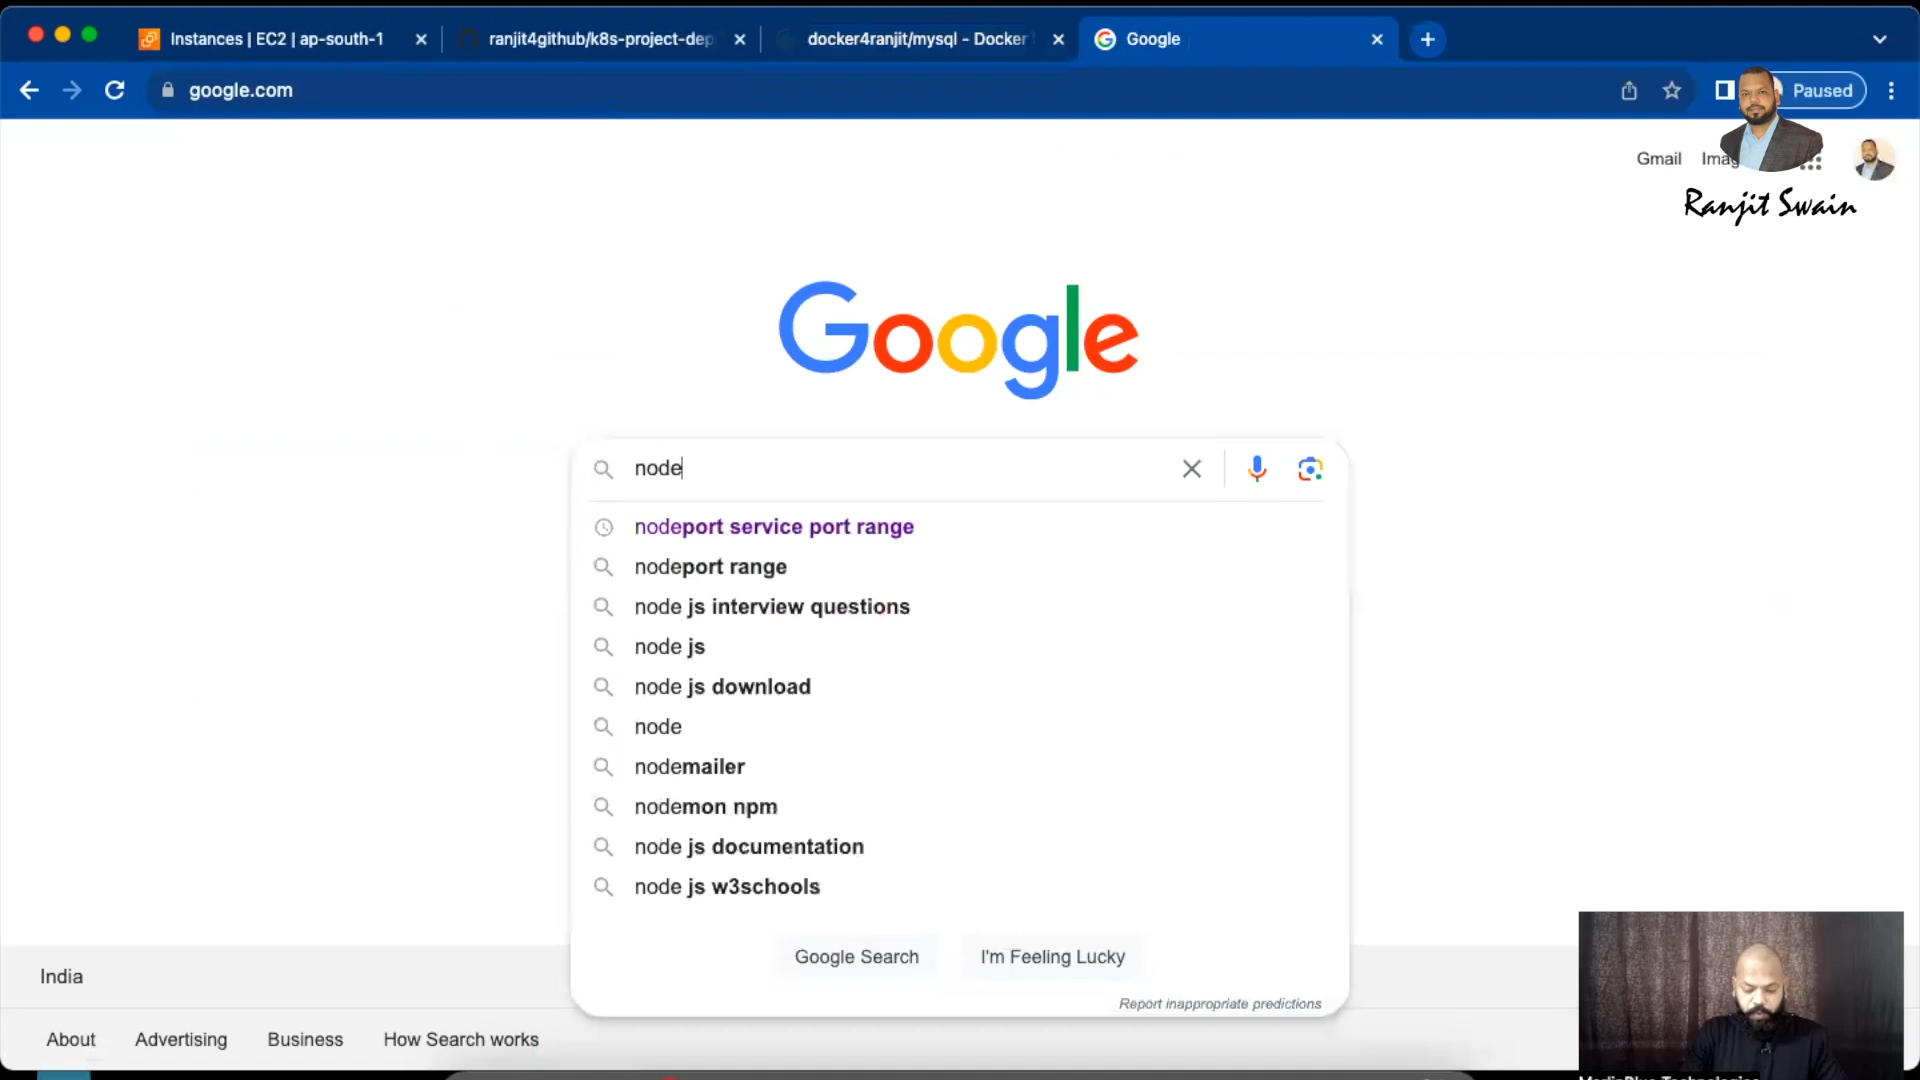 Instances | EC2 | ap-south-1
ranjit4github/k8s-project-dep
docker4ranjit/mysql - Docker
Google
google.com
Paused
Gmail
Imag
Ranjit Swain
Google
node
nodeport service port range
nodeport range
node js interview questions
node js
node js download
node
nodemailer
nodemon npm
node js documentation
node js w3schools
Google Search
I'm Feeling Lucky
Report inappropriate predictions
India
About
Advertising
Business
How Search works